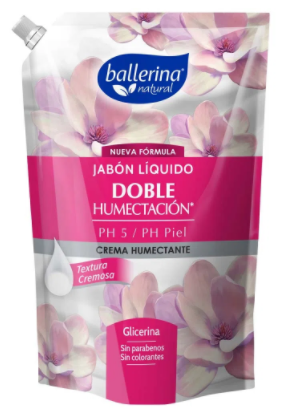 ballerina
natural
NUEVA FÓRMULA
JABÓN LÍQUIDO
DOBLE
HUMECTACIÓN*
PH 5 / PH Piel
CREMA HUMECTANTE
Textura
Cremosa
Glicerina
Sin parabenos
Sin colorantes